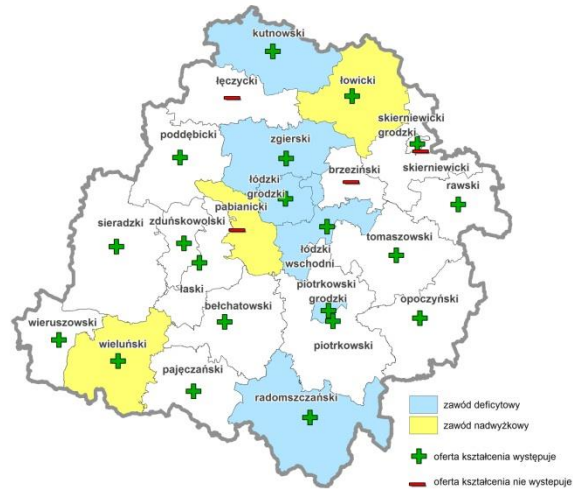 kutnowski
łęczycki
łowicki
skierniewicki
grodzki
poddębicki
zgierski
łódzki
grodzki
brzeziński
skierniewicki
rawski
pabianicki
sieradzki
zduńskowolski
łódzki
wschodni
tomaszowski
łaski
bełchatowski
piotrkowski
grodzki
opoczyński
wieruszowski
wieluński
pajęczański
piotrkowski
radomszczański
zawód deficytowy
zawód nadwyżkowy
oferta kształcenia występuje
oferta kształcenia nie wystepuje